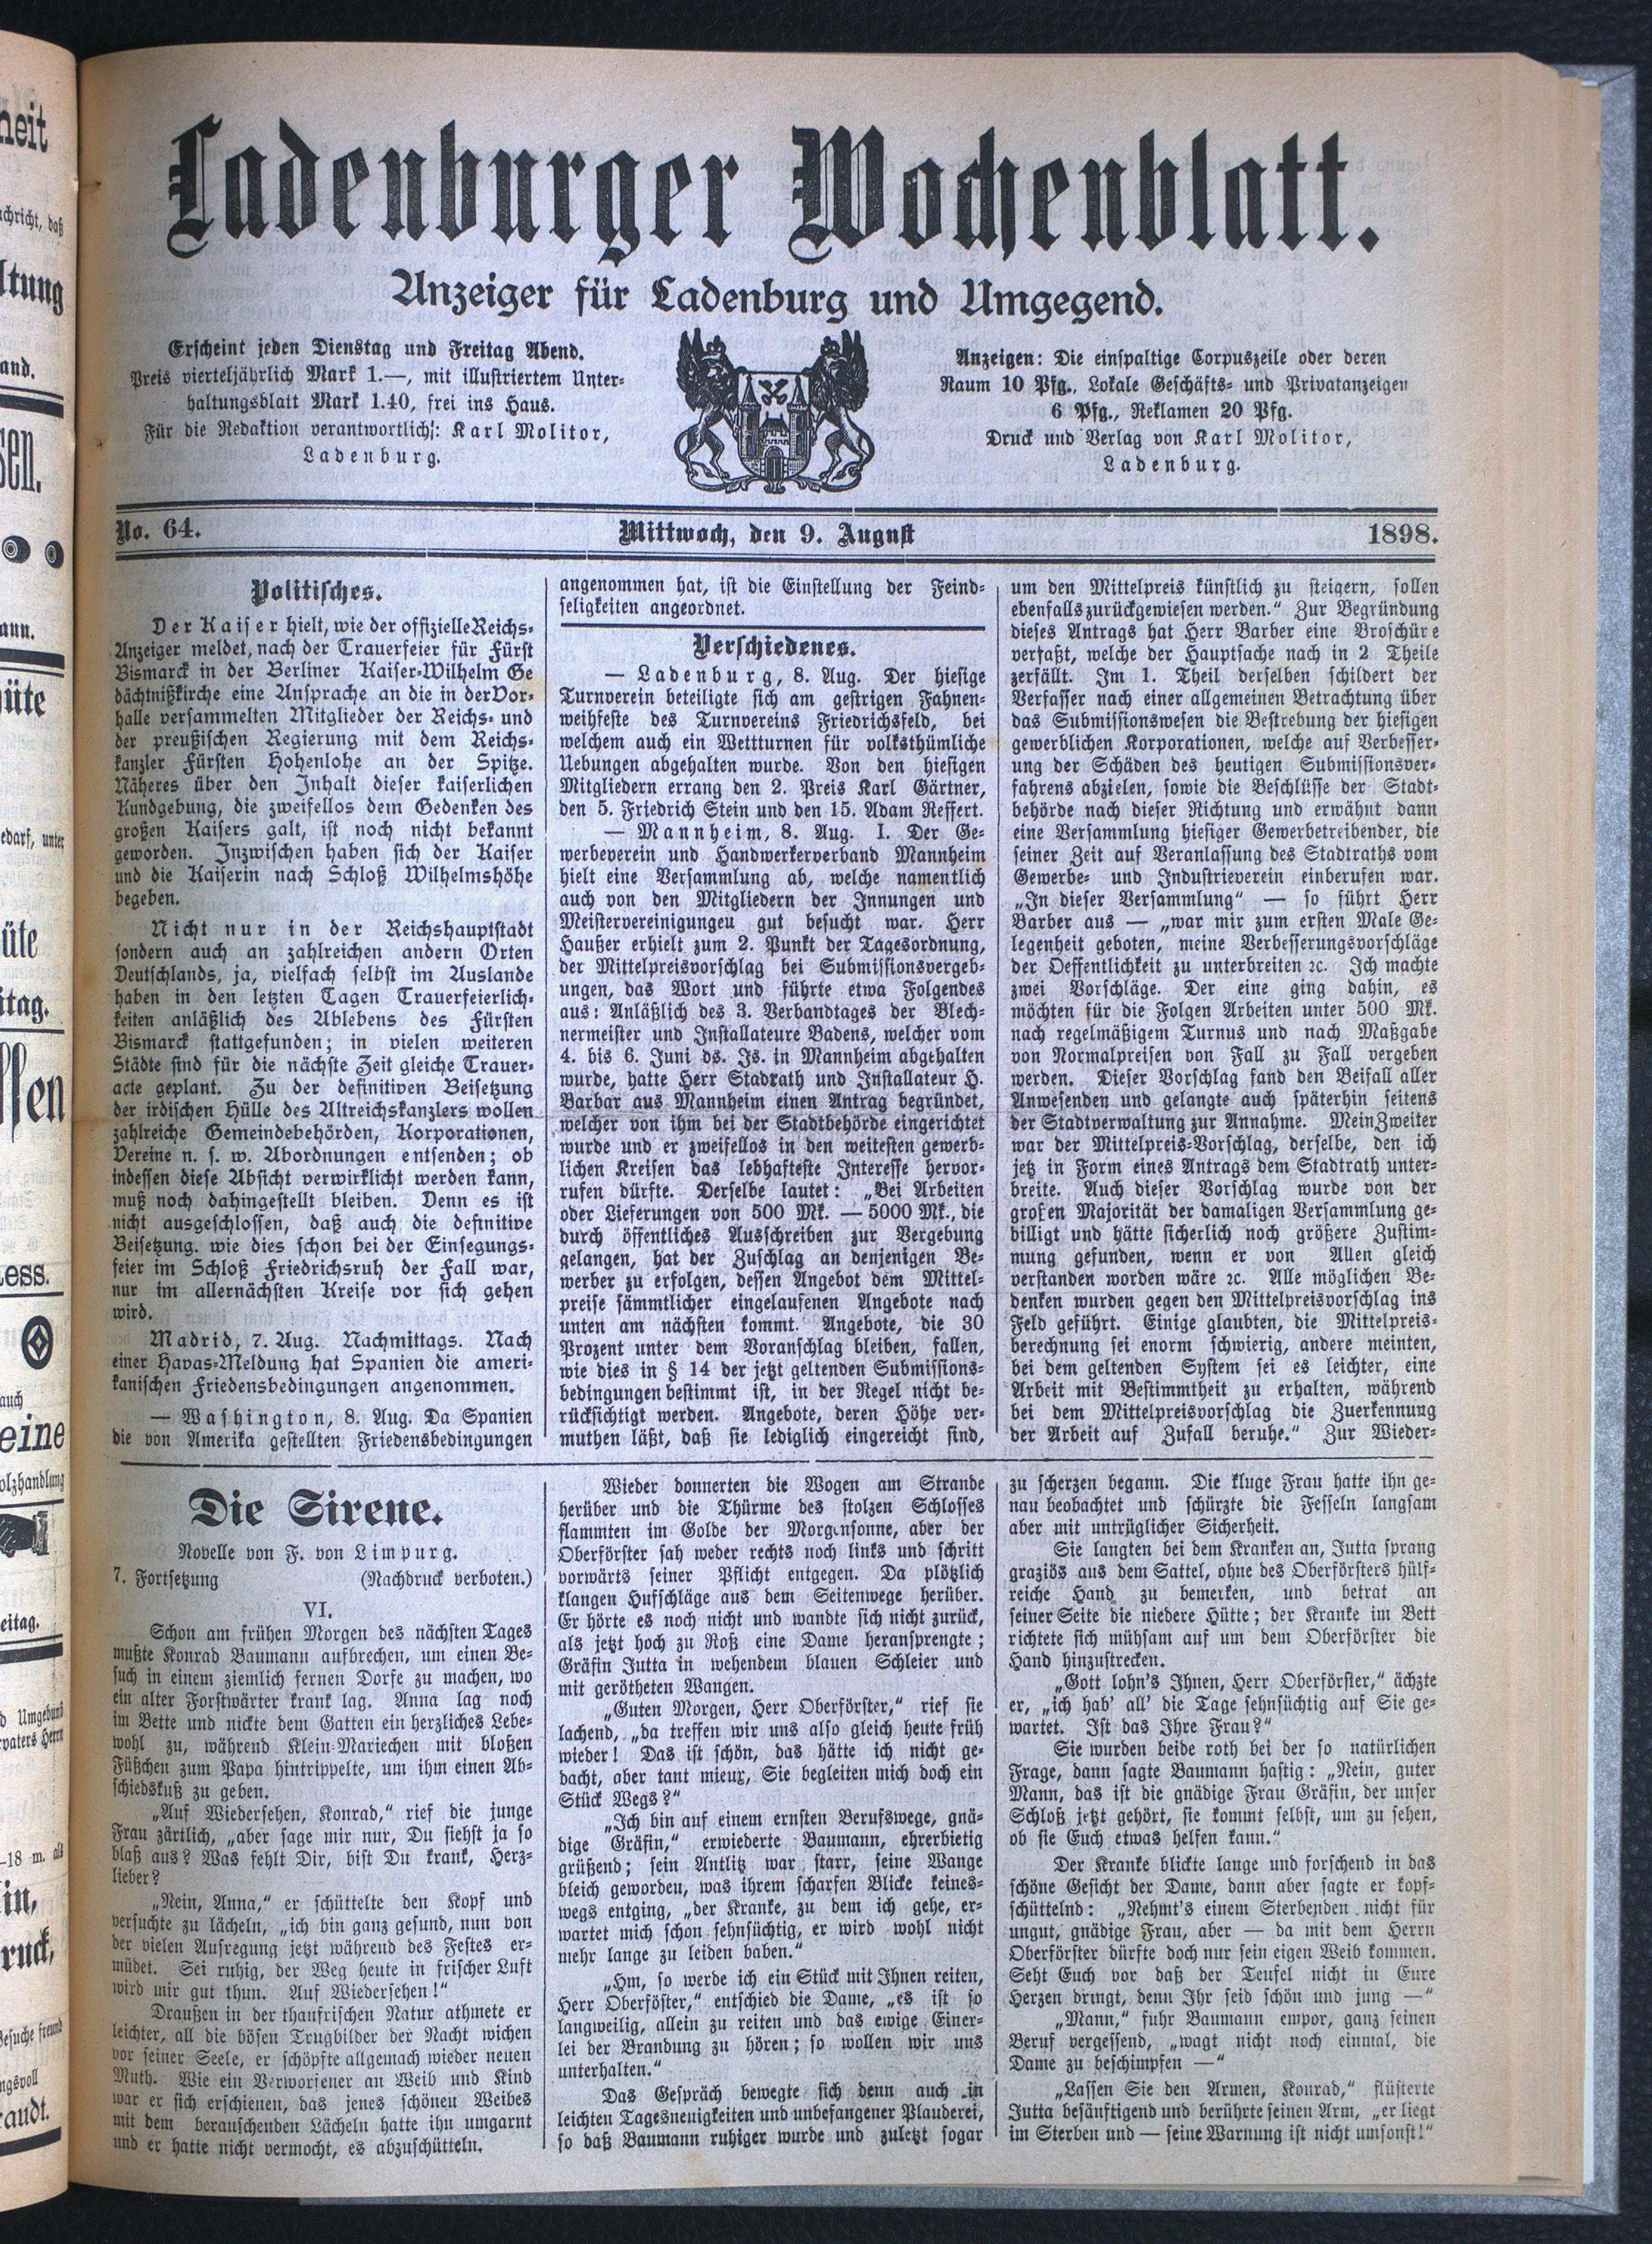 Ladenburger Wochenblatt.
Anzeiger für Ladenburg und Umgegend.
Erscheint jeden Dienstag und Freitag Abend.
Preis vierteljährlich Mark 1.—, mit illustriertem Unter-
haltungsblatt Mark 1.40, frei ins Haus.
Für die Redaktion verantwortlich: Karl Molitor,
Ladenburg.
Anzeigen: Die einspaltige Corpuszeile oder deren
Raum 10 Pfg., Lokale Geschäfts- und Privatanzeigen
6 Pfg., Reklamen 20 Pfg.
Druck und Verlag von Karl Molitor,
Ladenburg.
No. 64.
Mittwoch, den 9. August
1898.
Politisches.
Der Kaiser hielt, wie der offizielle Reichs-
Anzeiger meldet, nach der Trauerfeier für Fürst
Bismarck in der Berliner Kaiser-Wilhelm Ge
dächtnißkirche eine Ansprache an die in der Vor-
halle versammelten Mitglieder der Reichs- und
der preußischen Regierung mit dem Reichs-
kanzler Fürsten Hohenlohe an der Spitze.
Näheres über den Inhalt dieser kaiserlichen
Kundgebung, die zweifellos dem Gedenken des
großen Kaisers galt, ist noch nicht bekannt
geworden. Inzwischen haben sich der Kaiser
und die Kaiserin nach Schloß Wilhelmshöhe
begeben.
Nicht nur in der Reichshauptstadt
sondern auch an zahlreichen andern Orten
Deutschlands, ja, vielfach selbst im Auslande
haben in den letzten Tagen Trauerfeierlich-
keiten anläßlich des Ablebens des Fürsten
Bismarck stattgefunden; in vielen weiteren
Städte sind für die nächste Zeit gleiche Trauer-
acte geplant. Zu der definitiven Beisetzung
der irdischen Hülle des Altreichskanzlers wollen
zahlreiche Gemeindebehörden, Korporationen,
Vereine n. s. w. Abordnungen entsenden; ob
indessen diese Absicht verwirklicht werden kann,
muß noch dahingestellt bleiben. Denn es ist
nicht ausgeschlossen, daß auch die definitive
Beisetzung. wie dies schon bei der Einsegungs-
feier im Schloß Friedrichsruh der Fall war,
nur im allernächsten Kreise vor sich gehen
wird.
Madrid, 7. Aug. Nachmittags. Nach
einer Havas-Meldung hat Spanien die ameri-
kanischen Friedensbedingungen angenommen.
— Washington, 8. Aug. Da Spanien
die von Amerika gestellten Friedensbedingungen
angenommen hat, ist die Einstellung der Feind-
seligkeiten angeordnet.
Verschiedenes.
— Ladenburg, 8. Aug. Der hiesige
Turnverein beteiligte sich am gestrigen Fahnen-
weihfeste des Turnvereins Friedrichsfeld, bei
welchem auch ein Wettturnen für volksthümliche
Uebungen abgehalten wurde. Von den hiesigen
Mitgliedern errang den 2. Preis Karl Gärtner,
den 5. Friedrich Stein und den 15. Adam Reffert.
— Mannheim, 8. Aug. I. Der Ge-
werbeverein und Handwerkerverband Mannheim
hielt eine Versammlung ab, welche namentlich
auch von den Mitgliedern der Innungen und
Meistervereinigungeu gut besucht war. Herr
Haußer erhielt zum 2. Punkt der Tagesordnung,
der Mittelpreisvorschlag bei Submissionsvergeb-
ungen, das Wort und führte etwa Folgendes
aus: Anläßlich des 3. Verbandtages der Blech-
nermeister und Installateure Badens, welcher vom
4. bis 6. Juni ds. Js. in Mannheim abgehalten
wurde, hatte Herr Stadrath und Installateur H.
Barbar aus Mannheim einen Antrag begründet,
welcher von ihm bei der Stadtbehörde eingerichtet
wurde und er zweifellos in den weitesten gewerb-
lichen Kreisen das lebhafteste Interesse hervor-
rufen dürfte. Derselbe lautet: „Bei Arbeiten
oder Lieferungen von 500 Mk. — 5000 Mk., die
durch öffentliches Ausschreiben zur Vergebung
gelangen, hat der Zuschlag an denjenigen Be-
werber zu erfolgen, dessen Angebot dem Mittel-
preise sämmtlicher eingelaufenen Angebote nach
unten am nächsten kommt. Angebote, die 30
Prozent unter dem Voranschlag bleiben, fallen,
wie dies in § 14 der jetzt geltenden Submissions-
bedingungen bestimmt ist, in der Regel nicht be-
rücksichtigt werden. Angebote, deren Höhe ver-
muthen läßt, daß sie lediglich eingereicht sind,
um den Mittelpreis künstlich zu steigern, sollen
ebenfalls zurückgewiesen werden.“ Zur Begründung
dieses Antrags hat Herr Barber eine Broschüre
verfaßt, welche der Hauptsache nach in 2 Theile
zerfällt. Im 1. Theil derselben schildert der
Verfasser nach einer allgemeinen Betrachtung über
das Submissionswesen die Bestrebung der hiesigen
gewerblichen Korporationen, welche auf Verbesser-
ung der Schäden des heutigen Submissionsver-
fahrens abzielen, sowie die Beschlüsse der Stadt-
behörde nach dieser Richtung und erwähnt dann
eine Versammlung hiesiger Gewerbetreibender, die
seiner Zeit auf Veranlassung des Stadtraths vom
Gewerbe- und Industrieverein einberufen war.
„In dieser Versammlung“ — so führt Herr
Barber aus — „war mir zum ersten Male Ge-
legenheit geboten, meine Verbesserungsvorschläge
der Oeffentlichkeit zu unterbreiten ꝛc. Ich machte
zwei Vorschläge. Der eine ging dahin, es
möchten für die Folgen Arbeiten unter 500 Mk.
nach regelmäßigem Turnus und nach Maßgabe
von Normalpreisen von Fall zu Fall vergeben
werden. Dieser Vorschlag fand den Beifall aller
Anwesenden und gelangte auch späterhin seitens
der Stadtverwaltung zur Annahme. Mein Zweiter
war der Mittelpreis-Vorschlag, derselbe, den ich
jetz in Form eines Antrags dem Stadtrath unter-
breite. Auch dieser Vorschlag wurde von der
großen Majorität der damaligen Versammlung ge-
billigt und hätte sicherlich noch größere Zustim-
mung gefunden, wenn er von Allen gleich
verstanden worden wäre ꝛc. Alle möglichen Be-
denken wurden gegen den Mittelpreisvorschlag ins
Feld geführt. Einige glaubten, die Mittelpreis-
berechnung sei enorm schwierig, andere meinten,
bei dem geltenden System sei es leichter, eine
Arbeit mit Bestimmtheit zu erhalten, während
bei dem Mittelpreisvorschlag die Zuerkennung
der Arbeit auf Zufall beruhe.“ Zur Wieder-
Die Sirene.
Novelle von F. von Limpurg.
7. Fortsetzung (Nachdruck verboten.)
VI.
Schon am frühen Morgen des nächsten Tages
mußte Konrad Baumann aufbrechen, um einen Be-
such in einem ziemlich fernen Dorfe zu machen, wo
ein alter Forstwärter krank lag. Anna lag noch
im Bette und nickte dem Gatten ein herzliches Lebe-
wohl zu, während Klein-Mariechen mit bloßen
Füßchen zum Papa hintrippelte, um ihm einen Ab-
schiedskuß zu geben.
„Auf Wiedersehen, Konrad,“ rief die junge
Frau zärtlich, „aber sage mir nur, Du siehst ja so
blaß aus? Was fehlt Dir, bist Du krank, Herz-
lieber?
„Nein, Anna,“ er schüttelte den Kopf und
versuchte zu lächeln, „ich bin ganz gesund, nun von
der vielen Aufregung jetzt während des Festes er-
müdet. Sei ruhig, der Weg heute in frischer Luft
wird mir gut thun. Auf Wiedersehen!“
Draußen in der thaufrischen Natur athmete er
leichter, all die bösen Trugbilder der Nacht wichen
vor seiner Seele, er schöpfte allgemach wieder neuen
Muth. Wie ein Verworfener an Weib und Kind
war er sich erschienen, das jenes schönen Weibes
mit dem berauschenden Lächeln hatte ihn umgarnt
und er hatte nicht vermocht, es abzuschütteln.
Wieder donnerten die Wogen am Strande
herüber und die Thürme des stolzen Schlosses
flammten im Golde der Morgensonne, aber der
Oberförster sah weder rechts noch links und schritt
vorwärts seiner Pflicht entgegen. Da plötzlich
klangen Hufschläge aus dem Seitenwege herüber.
Er hörte es noch nicht und wandte sich nicht zurück,
als jetzt hoch zu Roß eine Dame heransprengte;
Gräfin Jutta in wehendem blauen Schleier und
mit gerötheten Wangen.
„Guten Morgen, Herr Oberförster,“ rief sie
lachend, „da treffen wir uns also gleich heute früh
wieder! Das ist schön, das hätte ich nicht ge-
dacht, aber tant mieux, Sie begleiten mich doch ein
Stück Wegs?“
„Ich bin auf einem ernsten Berufswege, gnä-
dige Gräfin,“ erwiederte Baumann, ehrerbietig
grüßend; sein Antlitz war starr, seine Wange
bleich geworden, was ihrem scharfen Blicke keines-
wegs entging, „der Kranke, zu dem ich gehe, er-
wartet mich schon sehnsüchtig, er wird wohl nicht
mehr lange zu leiden baben.“
„Hm, so werde ich ein Stück mit Ihnen reiten,
Herr Oberföster,“ entschied die Dame, „es ist so
langweilig, allein zu reiten und das ewige Einer-
lei der Brandung zu hören; so wollen wir uns
unterhalten.“
Das Gespräch bewegte sich denn auch in
leichten Tagesneuigkeiten und unbefangener Plauderei,
so daß Baumann ruhiger wurde und zuletzt sogar
zu scherzen begann. Die kluge Frau hatte ihn ge-
nau beobachtet und schürzte die Fesseln langsam
aber mit untrüglicher Sicherheit.
Sie langten bei dem Kranken an, Jutta sprang
graziös aus dem Sattel, ohne des Oberförsters hülf-
reiche Hand zu bemerken, und betrat an
seiner Seite die niedere Hütte; der Kranke im Bett
richtete sich mühsam auf um dem Oberförster die
Hand hinzustrecken.
„Gott lohn's Ihnen, Herr Oberförster,“ ächzte
er, „ich hab' all' die Tage sehnsüchtig auf Sie ge-
wartet. Ist das Ihre Frau?“
Sie wurden beide roth bei der so natürlichen
Frage, dann sagte Baumann hastig: „Nein, guter
Mann, das ist die gnädige Frau Gräfin, der unser
Schloß jetzt gehört, sie kommt selbst, um zu sehen,
ob sie Euch etwas helfen kann.“
Der Kranke blickte lange und forschend in das
schöne Gesicht der Dame, dann aber sagte er kopf-
schüttelnd: „Nehmt's einem Sterbenden nicht für
ungut, gnädige Frau, aber — da mit dem Herrn
Oberförster dürfte doch nur sein eigen Weib kommen.
Seht Euch vor daß der Teufel nicht in Eure
Herzen dringt, denn Ihr seid schön und jung —“
„Mann,“ fuhr Baumann empor, ganz seinen
Beruf vergessend, „wagt nicht noch einmal, die
Dame zu beschimpfen —“
„Lassen Sie den Armen, Konrad,“ flüsterte
Jutta besänftigend und berührte seinen Arm, „er liegt
im Sterben und — seine Warnung ist nicht umsonst!“